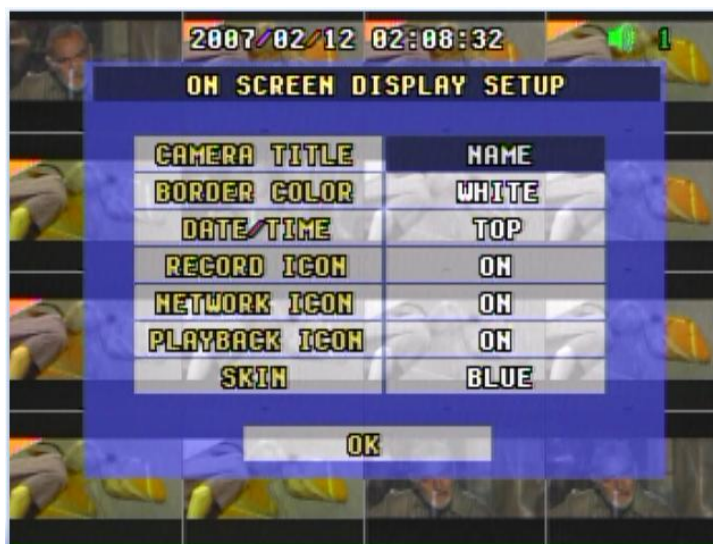 2007/02/12 02:08:32 1
ON SCREEN DISPLAY SETUP
CAMERA TITLE NAME
BORDER COLOR WHITE
DATE/TIME TOP
RECORD ICON ON
NETWORK ICON ON
PLAYBACK ICON ON
SKIN BLUE
OK